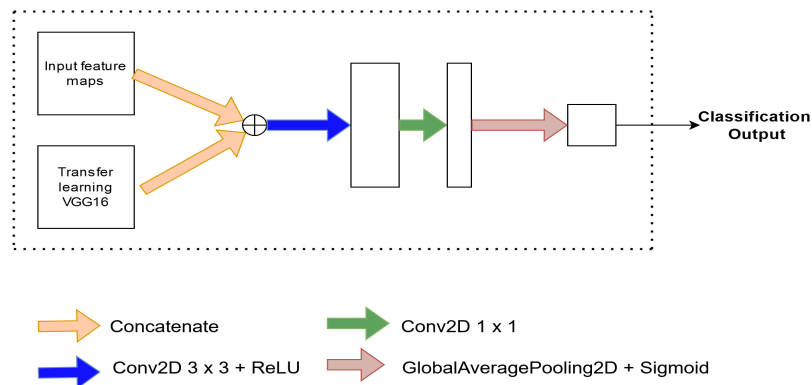 Input feature
maps
Transfer
learning
VGG16
Classification
Output
Concatenate
Conv2D 1 x 1
Conv2D 3 x 3 + ReLU
GlobalAveragePooling2D + Sigmoid